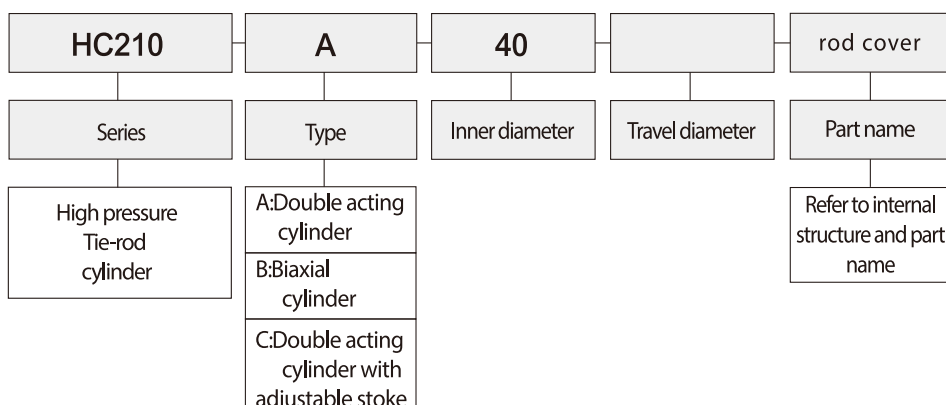 HC210 A 40 rod cover
Series Type Inner diameter Travel diameter Part name
High pressure
Tie-rod
cylinder
A:Double acting
cylinder
B:Biaxial
cylinder
C:Double acting
cylinder with
adjustable stoke
Refer to internal
structure and part
name